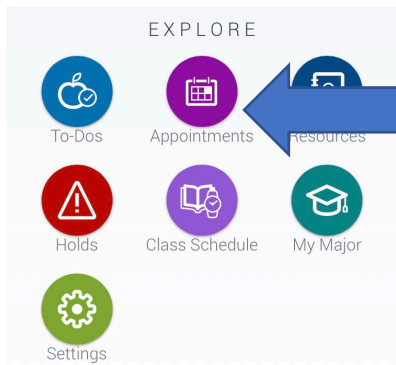 EXPLORE
To-Dos Appointments Resources
Holds Class Schedule My Major
Settings